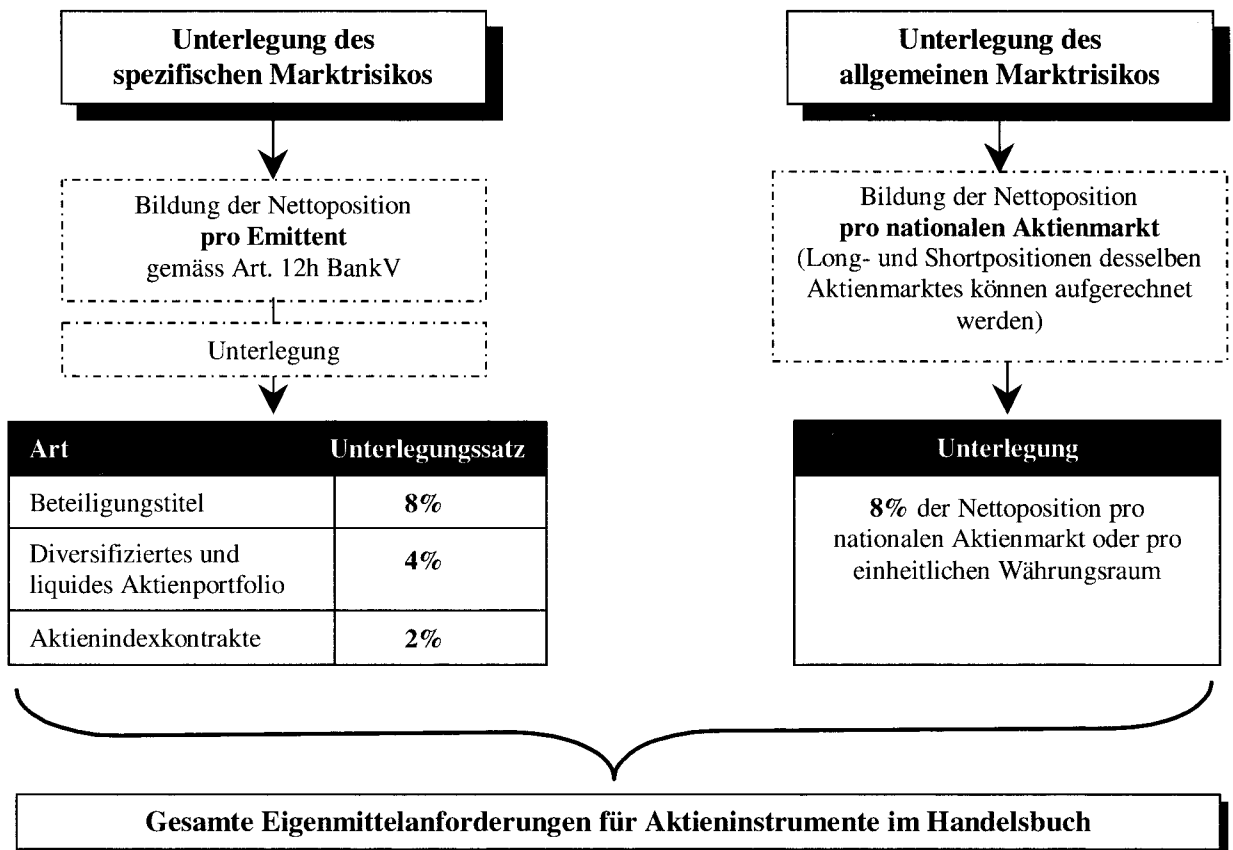 Unterlegung des
spezifischen Marktrisikos
Bildung der Nettoposition
pro Emittent
gemäss Art. 12h BankV
Unterlegung
Art Unterlegungssatz
Beteiligungstitel 8%
Diversifiziertes und
liquides Aktienportfolio 4%
Aktienindexkontrakte 2%
Unterlegung des
allgemeinen Marktrisikos
Bildung der Nettoposition
pro nationalen Aktienmarkt
(Long- und Shortpositionen desselben
Aktienmarktes können aufgerechnet
werden)
Unterlegung
8% der Nettoposition pro
nationalen Aktienmarkt oder pro
einheitlichen Währungsraum
Gesamte Eigenmittelanforderungen für Aktieninstrumente im Handelsbuch